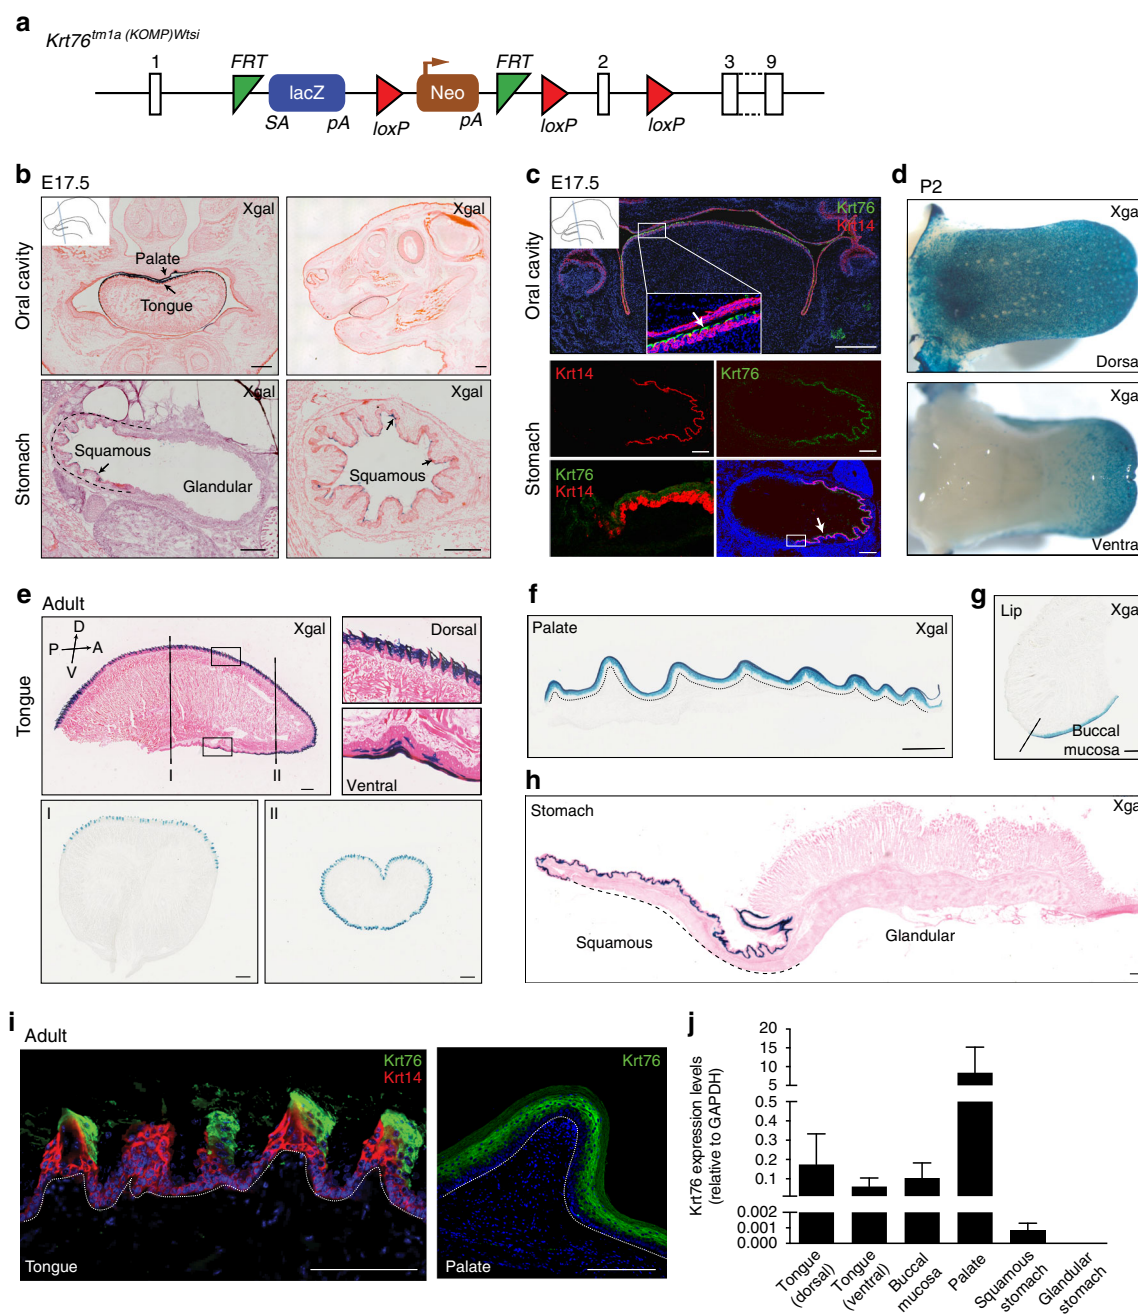 a
Krt76tm1a (KOMP)Wtsi
1
FRT
lacZ
SA
pA
loxP
Neo
pA
FRT
loxP
2
loxP
3
9
b
E17.5
Oral cavity
Xgal
Palate
Tongue
Xgal
Stomach
Xgal
Squamous
Glandular
Xgal
Squamous
c
E17.5
Oral cavity
Krt76
Krt14
Stomach
Krt14
Krt76
Krt76
Krt14
d
P2
Xga
Dorsa
Xga
Ventra
e
Adult
Tongue
D
P
A
V
Xgal
I
II
Dorsal
Ventral
I
II
f
Palate
Xgal
g
Lip
Xga
Buccal
mucosa
h
Stomach
Xga
Squamous
Glandular
i
Adult
Krt76
Krt14
Tongue
Krt76
Palate
j
Krt76 expression levels
(relative to GAPDH)
20
15
10
5
0.5
0.4
0.3
0.2
0.1
0.002
0.001
0.000
Tongue
(dorsal)
Tongue
(ventral)
Buccal
mucosa
Palate
Squamous
stomach
Glandular
stomach